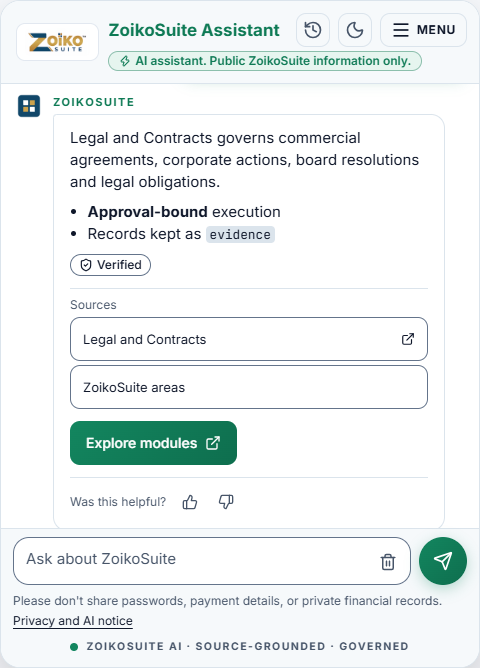 ZOIKO™
SUITE
ZoikoSuite Assistant
MENU
AI assistant. Public ZoikoSuite information only.
ZOIKOSUITE
Legal and Contracts governs commercial
agreements, corporate actions, board resolutions
and legal obligations.
• Approval-bound execution
• Records kept as evidence
Verified
Sources
Legal and Contracts
ZoikoSuite areas
Explore modules
Was this helpful?
Ask about ZoikoSuite
Please don't share passwords, payment details, or private financial records.
Privacy and AI notice
ZOIKOSUITE AI · SOURCE-GROUNDED · GOVERNED